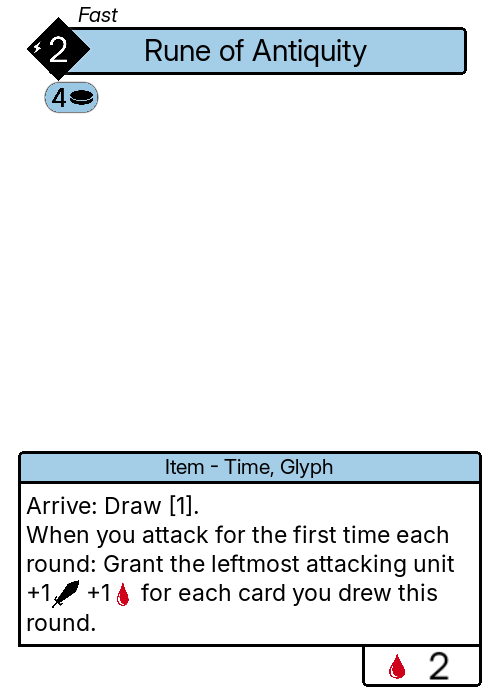 Fast
2
Rune of Antiquity
4
Item - Time, Glyph
Arrive: Draw [1].
When you attack for the first time each
round: Grant the leftmost attacking unit
+1 +1 for each card you drew this
round.
2